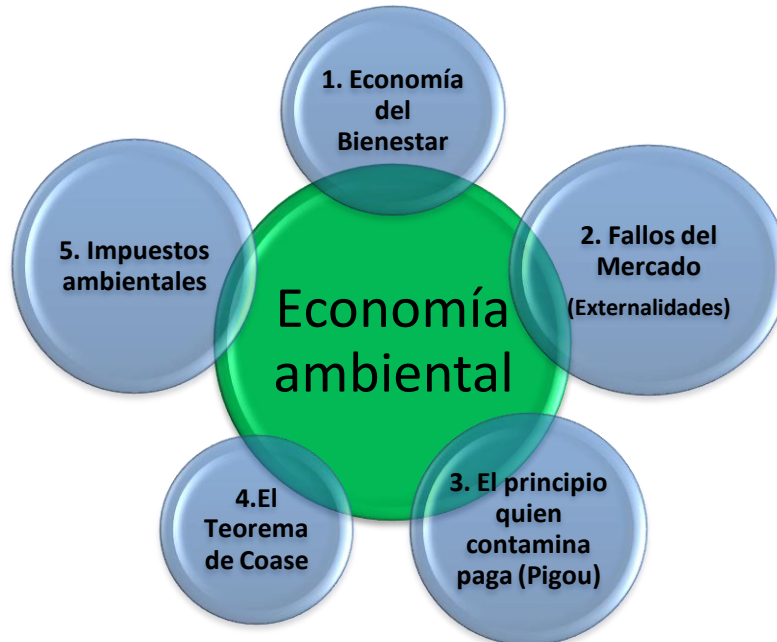 1. Economía
del
Bienestar
2. Fallos del
Mercado
(Externalidades)
3. El principio
quien
contamina
paga (Pigou)
4.El
Teorema
de Coase
5. Impuestos
ambientales
Economía
ambiental